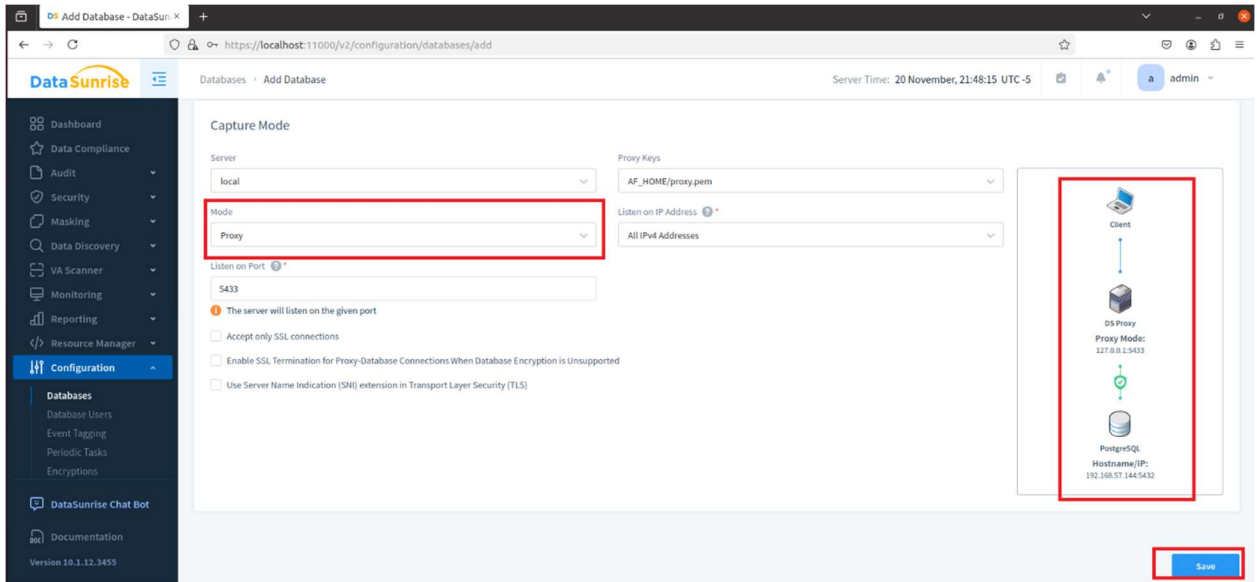 DS Add Database - DataSun ×
https://localhost:11000/v2/configuration/databases/add
DataSunrise
Databases › Add Database
Server Time: 20 November, 21:48:15 UTC -5
a admin
Dashboard
Data Compliance
Audit
Security
Masking
Data Discovery
VA Scanner
Monitoring
Reporting
Resource Manager
Configuration
Databases
Database Users
Event Tagging
Periodic Tasks
Encryptions
DataSunrise Chat Bot
DOC Documentation
Version 10.1.12.3455
Capture Mode
Server
local
Proxy Keys
AF_HOME/proxy.pem
Mode
Proxy
Listen on IP Address ? *
All IPv4 Addresses
Listen on Port ? *
5433
The server will listen on the given port
Accept only SSL connections
Enable SSL Termination for Proxy-Database Connections When Database Encryption is Unsupported
Use Server Name Indication (SNI) extension in Transport Layer Security (TLS)
Client
DS Proxy
Proxy Mode:
127.0.0.1:5433
PostgreSQL
Hostname/IP:
192.168.57.144:5432
Save